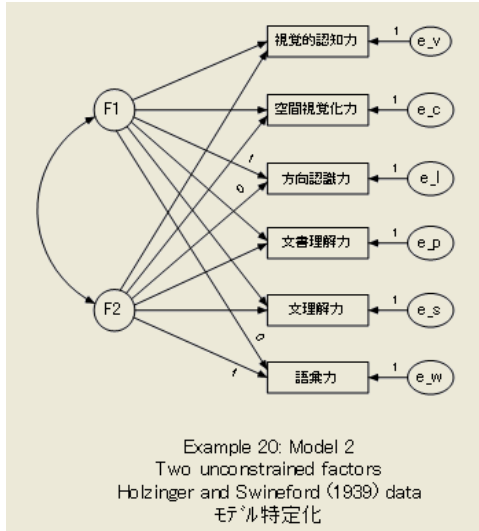 視覚的認知力
1
e_v
F1
空間視覚化力
1
e_c
1
方向認識力
1
e_l
0
文書理解力
1
e_p
F2
文理解力
1
e_s
0
1
語彙力
1
e_w
Example 20: Model 2
Two unconstrained factors
Holzinger and Swineford (1939) data
モデル特定化